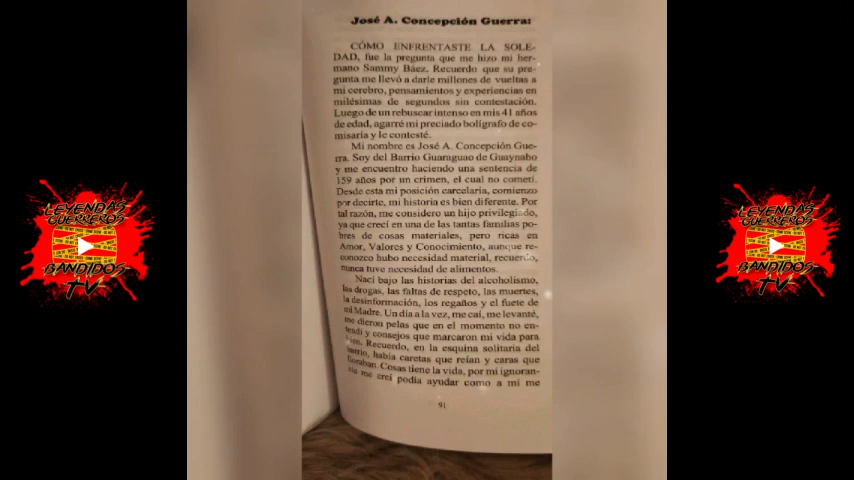 José A. Concepción Guerra:
CÓMO ENFRENTASTE LA SOLE-
DAD, fue la pregunta que me hizo mi her-
mano Sammy Báez. Recuerdo que su pre-
gunta me llevó a darle millones de vueltas a
mi cerebro, pensamientos y experiencias en
milésimas de segundos sin contestación.
Luego de un rebuscar intenso en mis 41 años
de edad, agarré mi preciado bolígrafo de co-
misaría y le contesté.
Mi nombre es José A. Concepción Gue-
rra. Soy del Barrio Guaraguao de Guaynabo
y me encuentro haciendo una sentencia de
159 años por un crimen, el cual no cometí.
Desde esta mi posición carcelaria, comienzo
por decirte, mi historia es bien diferente. Por
tal razón, me considero un hijo privilegiado,
ya que crecí en una de las tantas familias po-
bres de cosas materiales, pero ricas en
Amor, Valores y Conocimiento, aunque re-
conozco hubo necesidad material, recuerdo,
nunca tuve necesidad de alimentos.
Nací bajo las historias del alcoholismo,
las drogas, las faltas de respeto, las muertes,
la desinformación, los regaños y el fuete de
mi Madre. Un día a la vez, me caí, me levanté,
me dieron pelas que en el momento no en-
tendí y consejos que marcaron mi vida para
bien. Recuerdo, en la esquina solitaria del
barrio, había caretas que reían y caras que
lloraban. Cosas tiene la vida, por mi ignoran-
cia me creí podía ayudar como a mí me
91
LEYENDAS
GUERREROS
BANDIDOS
TV
LEYENDAS
GUERREROS
BANDIDOS
TV